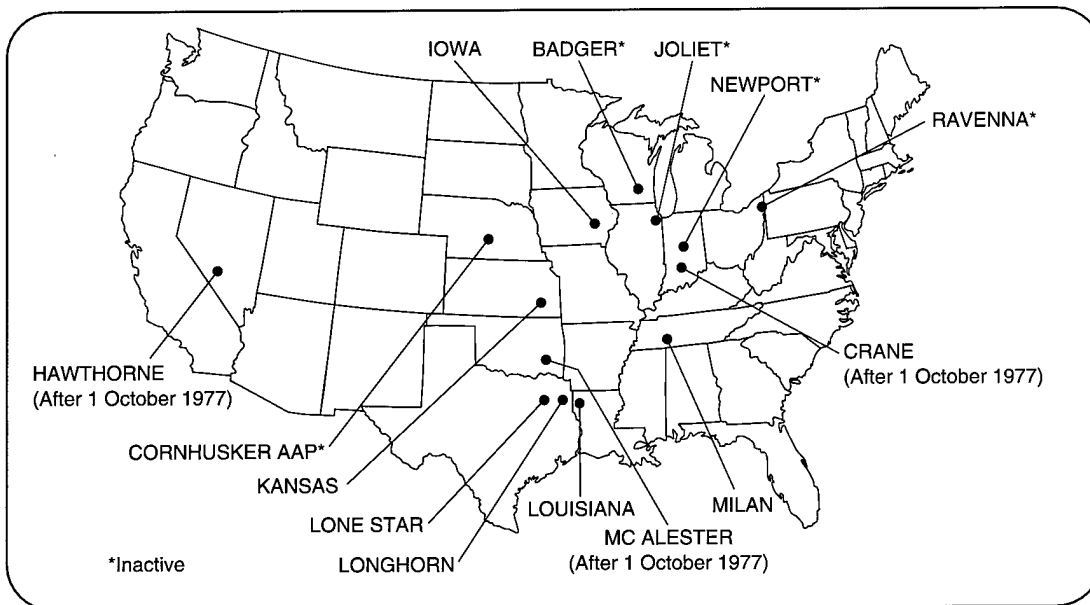 IOWA
BADGER*
JOLIET*
NEWPORT*
RAVENNA*
HAWTHORNE
(After 1 October 1977)
CRANE
(After 1 October 1977)
CORNHUSKER AAP*
KANSAS
LONE STAR
LONGHORN
LOUISIANA
MC ALESTER
(After 1 October 1977)
MILAN
*Inactive